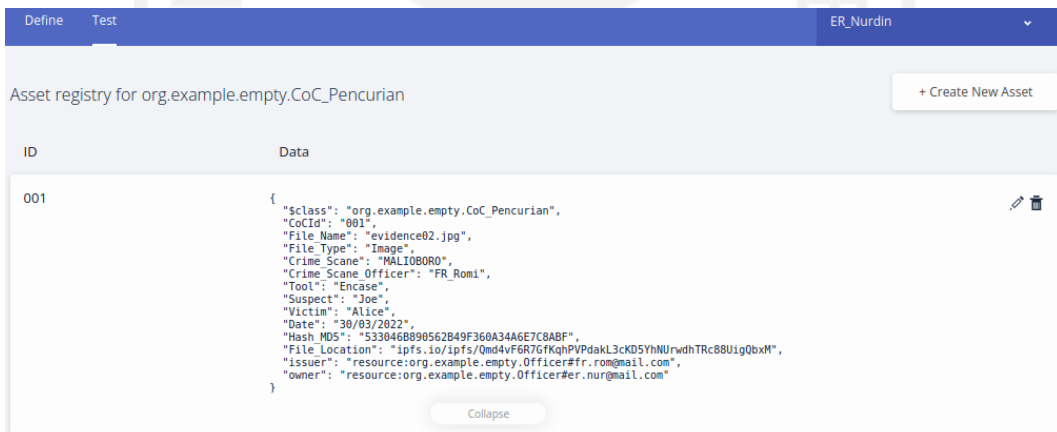 Define Test ER_Nurdin
Asset registry for org.example.empty.CoC_Pencurian + Create New Asset
ID Data
001 {
"$class": "org.example.empty.CoC_Pencurian",
"CoCId": "001",
"File_Name": "evidence02.jpg",
"File_Type": "Image",
"Crime_Scane": "MALIOBORO",
"Crime_Scane_Officer": "FR_Romi",
"Tool": "Encase",
"Suspect": "Joe",
"Victim": "Alice",
"Date": "30/03/2022",
"Hash_MD5": "533046B890562B49F360A34A6E7C8ABF",
"File_Location": "ipfs.io/ipfs/Qmd4vF6R7GfKqhPVPdakL3cKD5YhNUrwdhTRc88UigQbxM",
"issuer": "resource:org.example.empty.Officer#fr.rom@mail.com",
"owner": "resource:org.example.empty.Officer#er.nur@mail.com"
}
Collapse